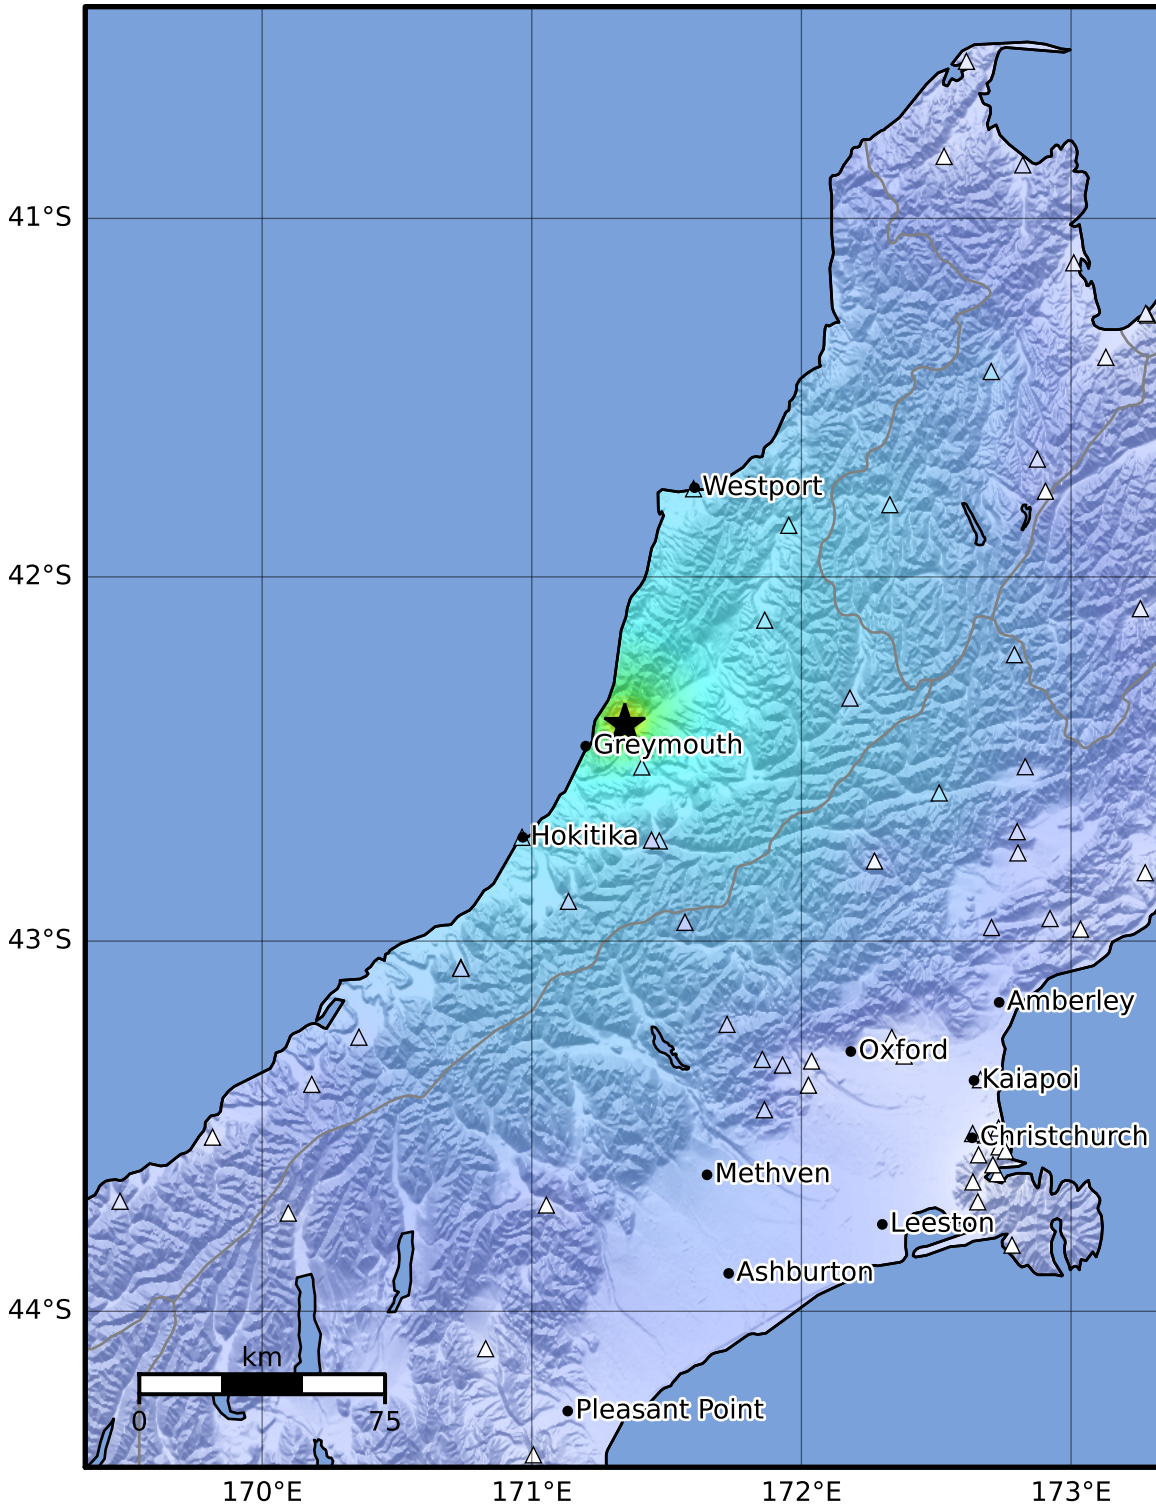 41°S
Westport
42°S
Greymouth
Hokitika
43°S
Amberley
Oxford
Kaiapoi
Christchurch
Methven
Leeston
Ashburton
44°S
km
0 75
Pleasant Point
170°E 171°E 172°E 173°E